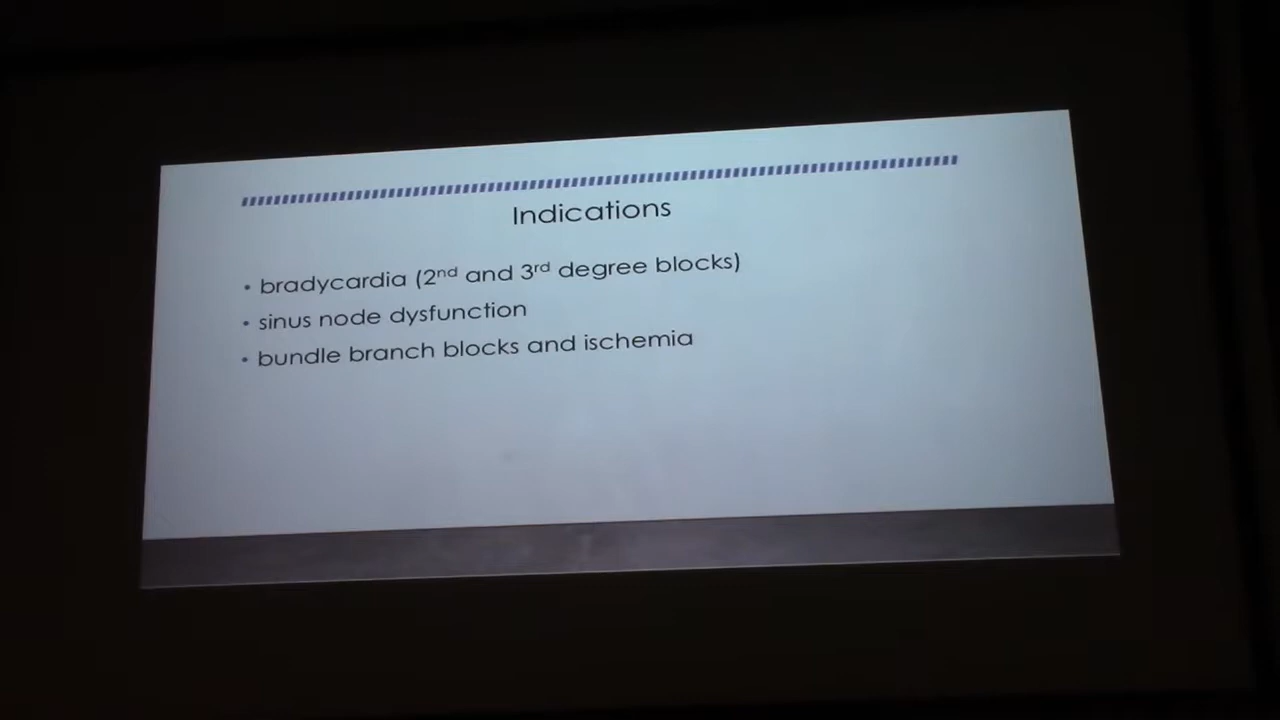 Indications
• bradycardia (2nd and 3rd degree blocks)
• sinus node dysfunction
• bundle branch blocks and ischemia